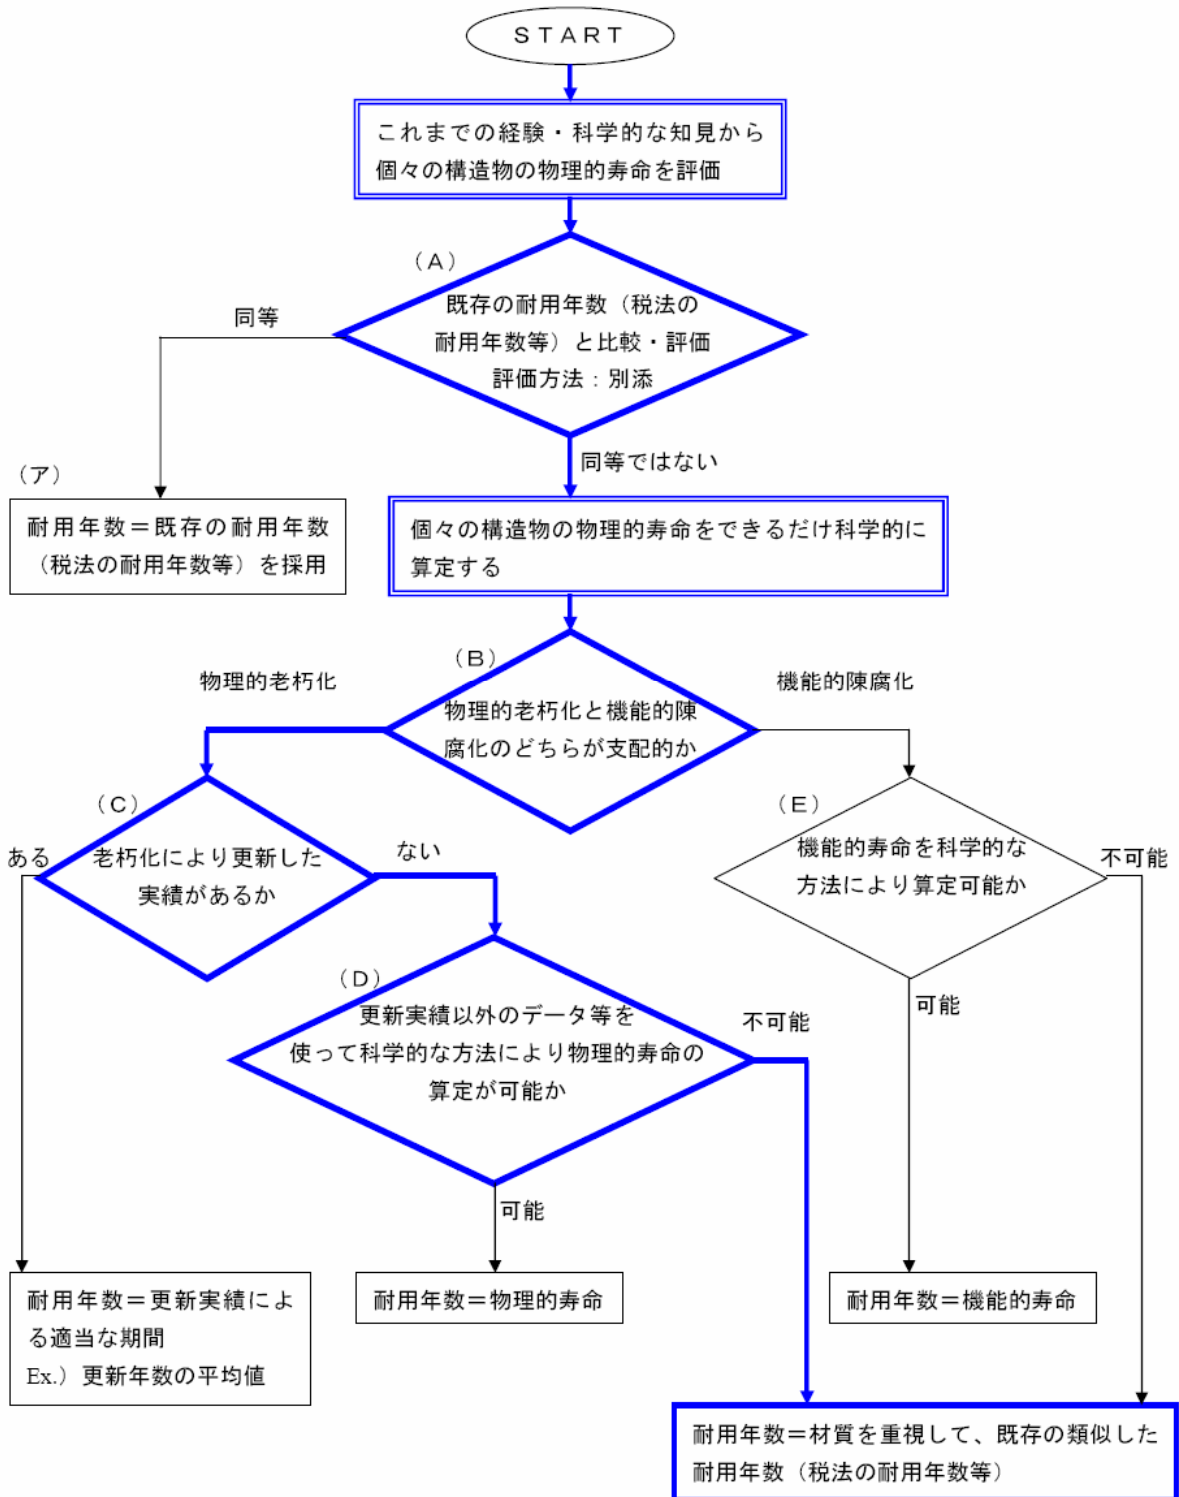 ＳＴＡＲＴ
これまでの経験・科学的な知見から
個々の構造物の物理的寿命を評価
（Ａ）
既存の耐用年数（税法の
耐用年数等）と比較・評価
評価方法：別添
同等
同等ではない
（ア）
耐用年数＝既存の耐用年数
（税法の耐用年数等）を採用
個々の構造物の物理的寿命をできるだけ科学的に
算定する
（Ｂ）
物理的老朽化
機能的陳腐化
物理的老朽化と機能的陳
腐化のどちらが支配的か
（Ｃ）
ある
老朽化により更新した
実績があるか
ない
（Ｅ）
機能的寿命を科学的な
方法により算定可能か
不可能
可能
（Ｄ）
更新実績以外のデータ等を
使って科学的な方法により物理的寿命の
算定が可能か
不可能
可能
耐用年数＝更新実績によ
る適当な期間
Ex.）更新年数の平均値
耐用年数＝物理的寿命
耐用年数＝機能的寿命
耐用年数＝材質を重視して、既存の類似した
耐用年数（税法の耐用年数等）